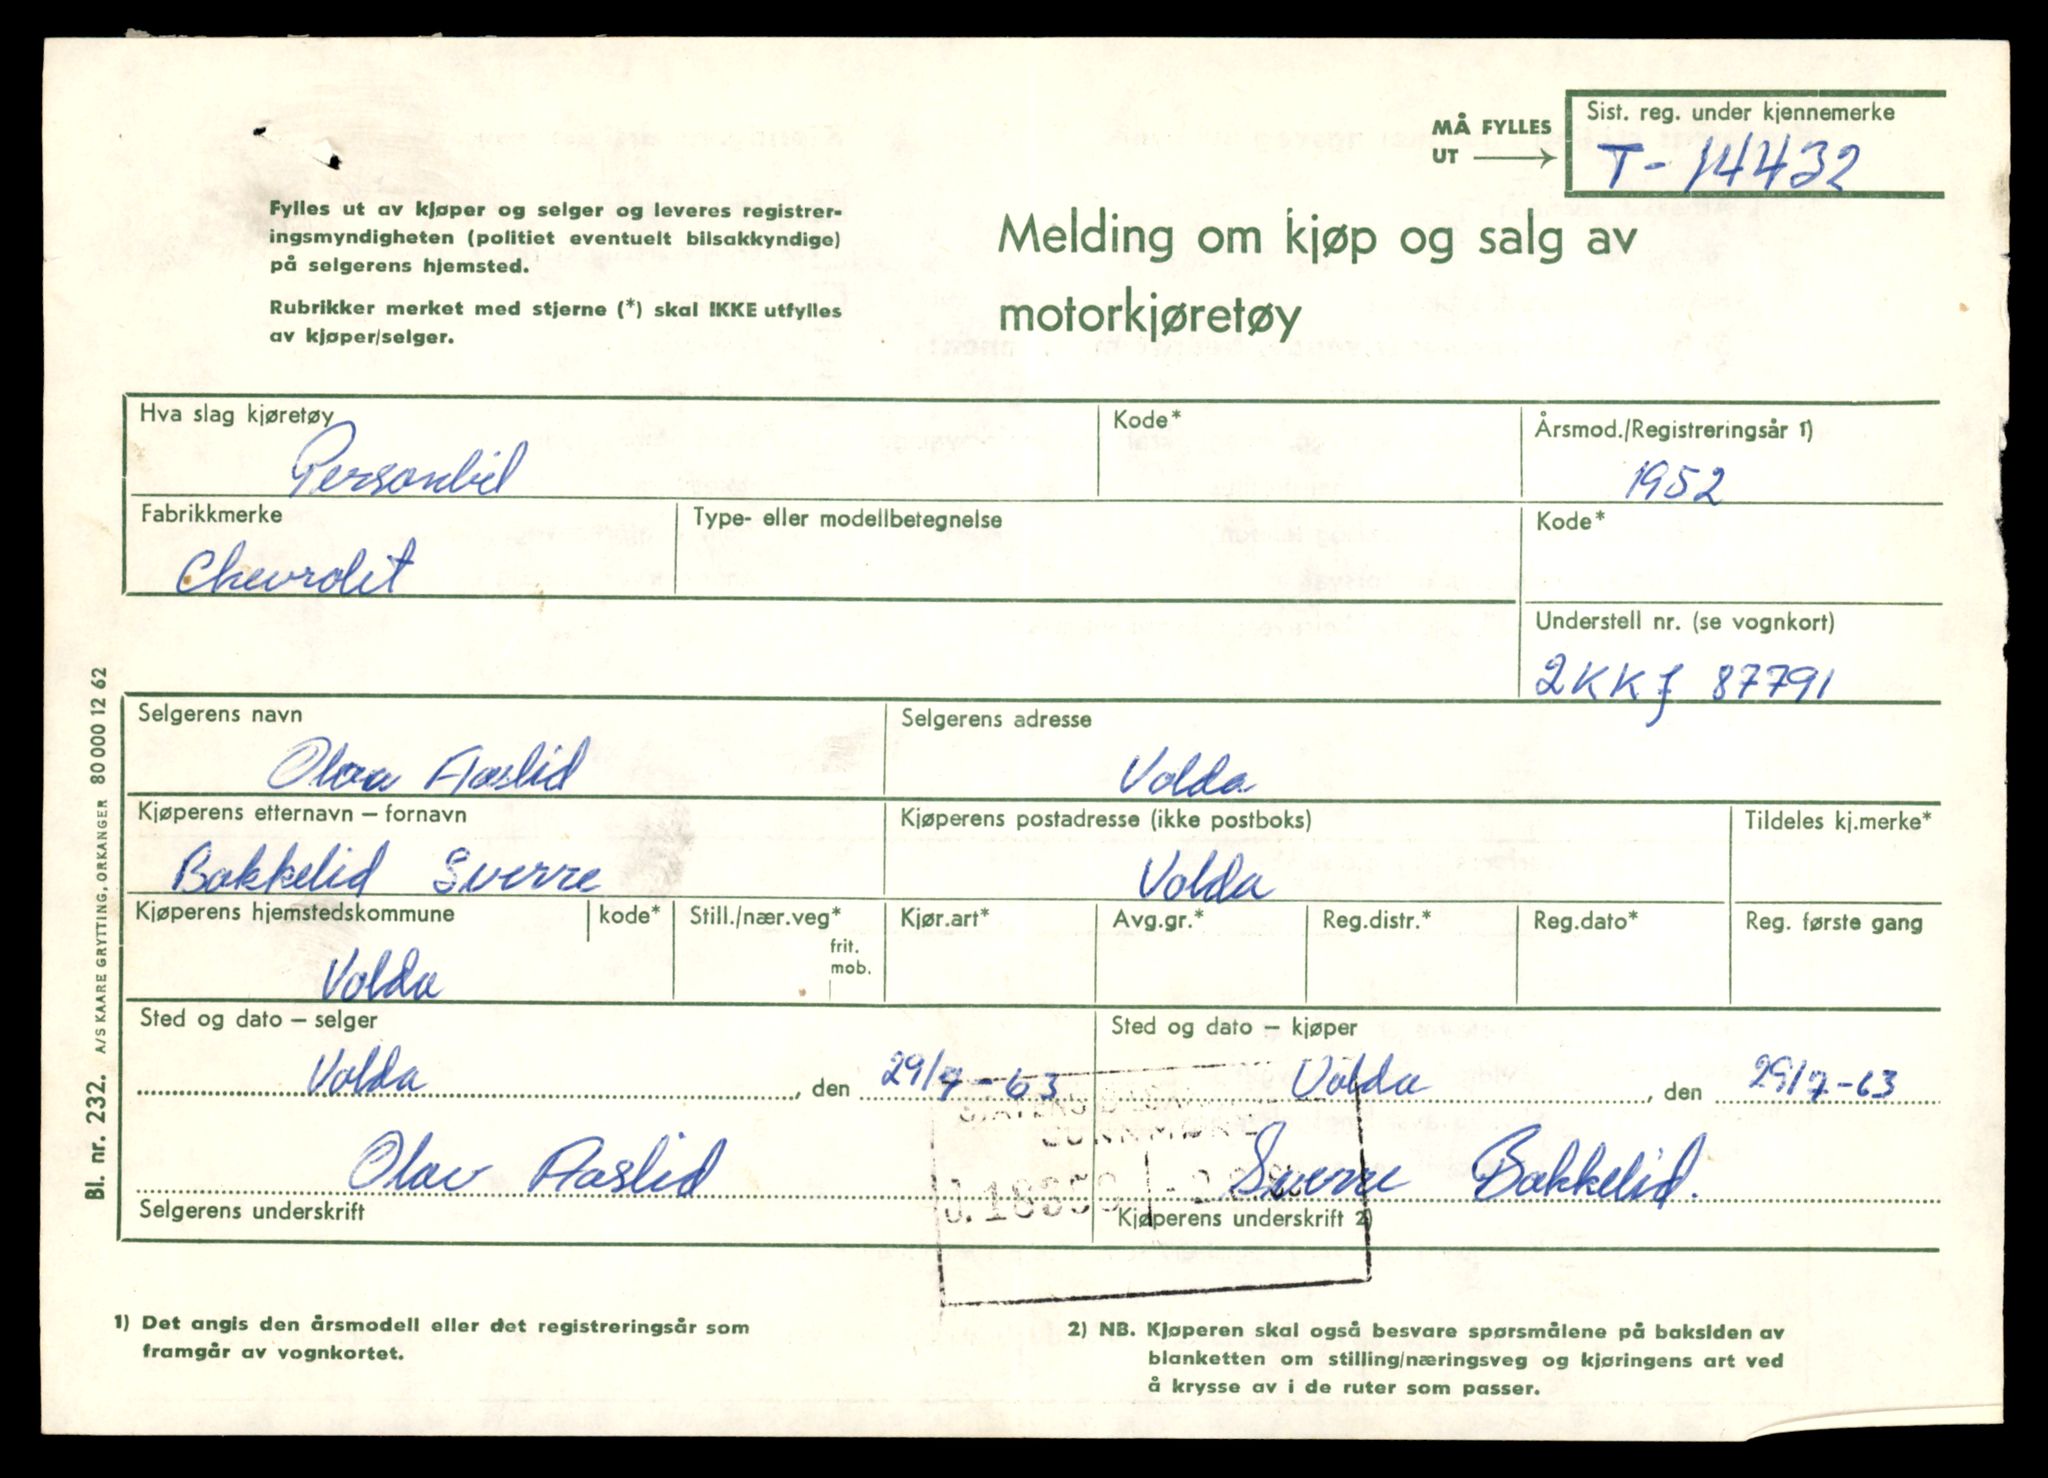 MÅ FYLLES UT
Sist. reg. under kjennemerke
T-14432
Fylles ut av kjøper og selger og leveres registrer-
ingsmyndigheten (politiet eventuelt bilsakkyndige)
på selgerens hjemsted.
Rubrikker merket med stjerne (*) skal IKKE utfylles
av kjøper/selger.
Melding om kjøp og salg av
motorkjøretøy
Hva slag kjøretøy
Personbil
Kode*
Årsmod./Registreringsår 1)
1952
Fabrikkmerke
Chevrolet
Type- eller modellbetegnelse
Kode*
Understell nr. (se vognkort)
2KKJ 87791
Selgerens navn
Olav Aaslid
Selgerens adresse
Volda
Kjøperens etternavn – fornavn
Bakkelid Sverre
Kjøperens postadresse (ikke postboks)
Volda
Tildeles kj.merke*
Kjøperens hjemstedskommune
Volda
kode*
Still./nær.veg*
frit.
mob.
Kjør.art*
Avg.gr.*
Reg.distr.*
Reg.dato*
Reg. første gang
Sted og dato – selger
Volda, den 29/7-63
Sted og dato – kjøper
Volda, den 29/7-63
Olav Aaslid
Selgerens underskrift
Sverre Bakkelid.
Kjøperens underskrift 2)
1) Det angis den årsmodell eller det registreringsår som
framgår av vognkortet.
2) NB. Kjøperen skal også besvare spørsmålene på baksiden av
blanketten om stilling/næringsveg og kjøringens art ved
å krysse av i de ruter som passer.
Bl. nr. 232. A/S KAARE GRYTTING, ORKANGER 80 000 12 62